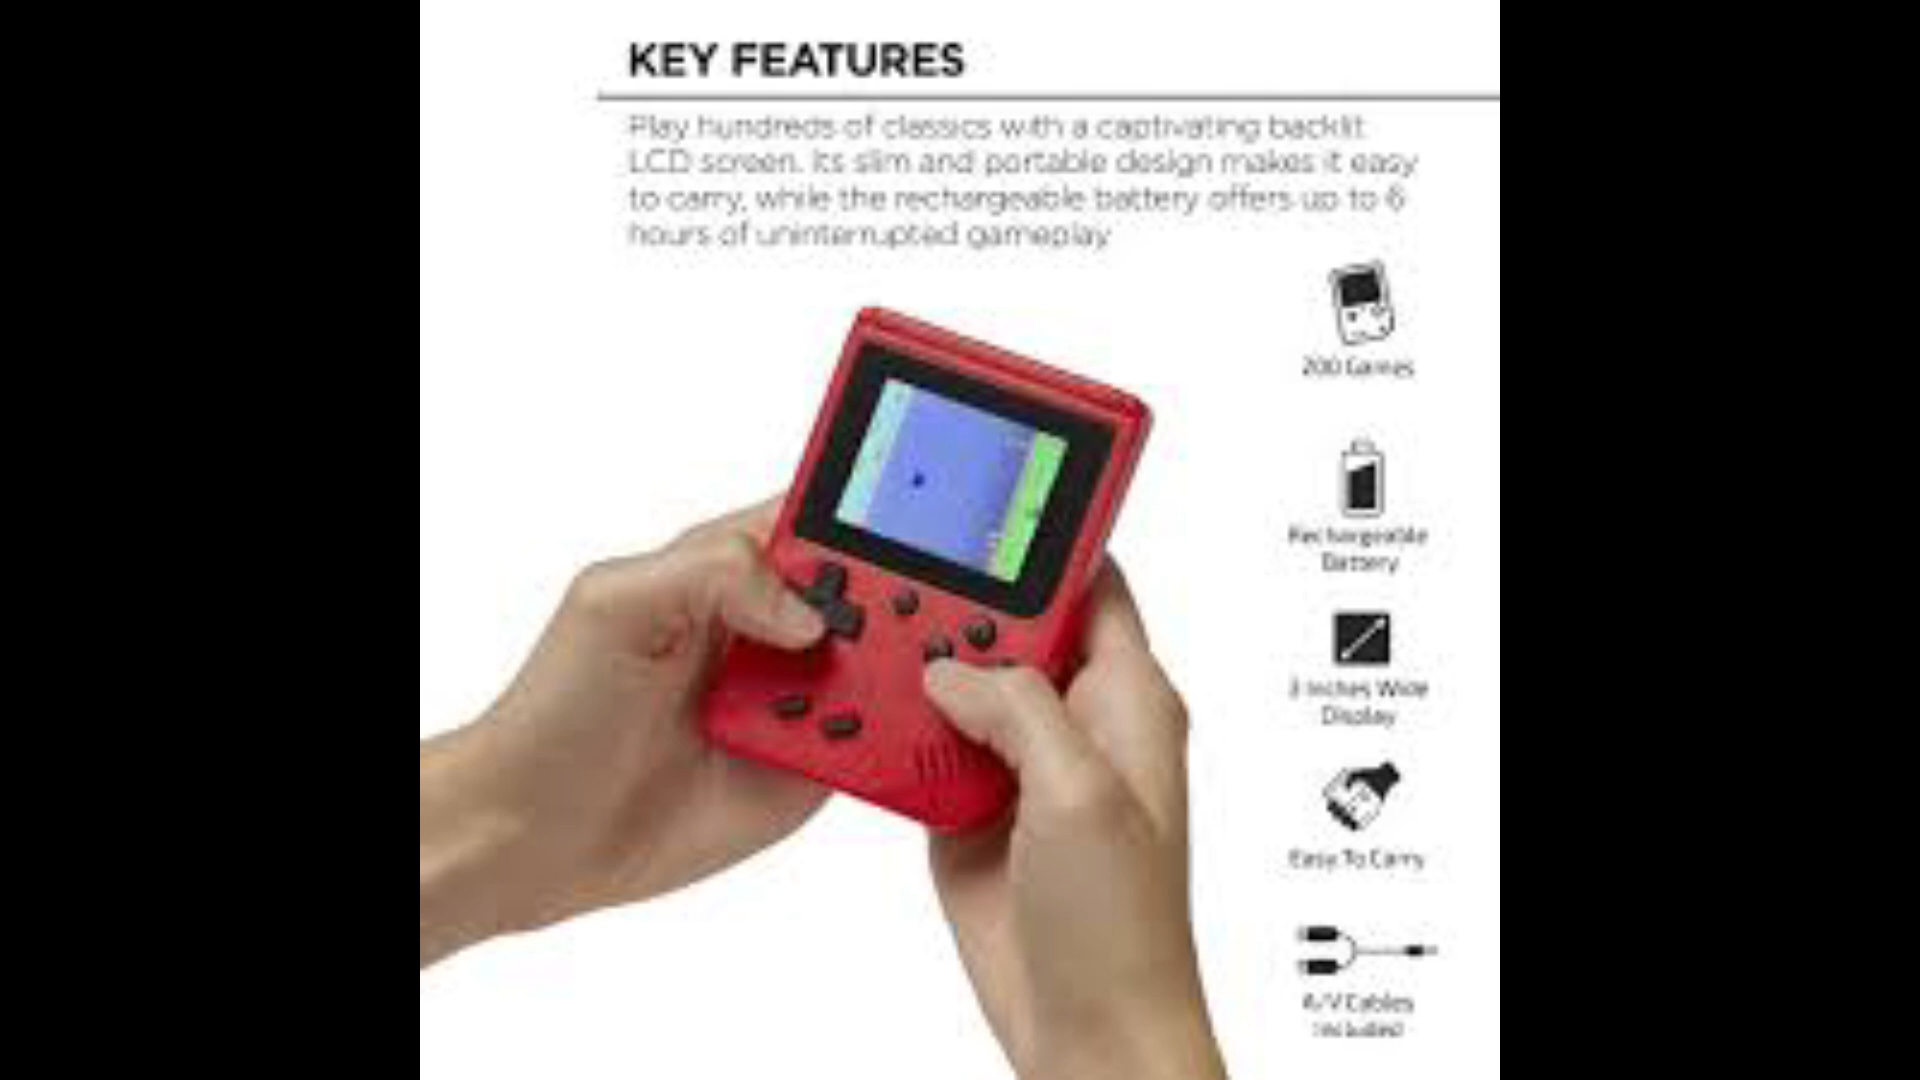 KEY FEATURES
Play hundreds of classics with a captivating backlit
LCD screen. Its slim and portable design makes it easy
to carry, while the rechargeable battery offers up to 6
hours of uninterrupted gameplay
200 Games
Rechargeable
Battery
3 Inches Wide
Display
Easy To Carry
A/V Cables
Included